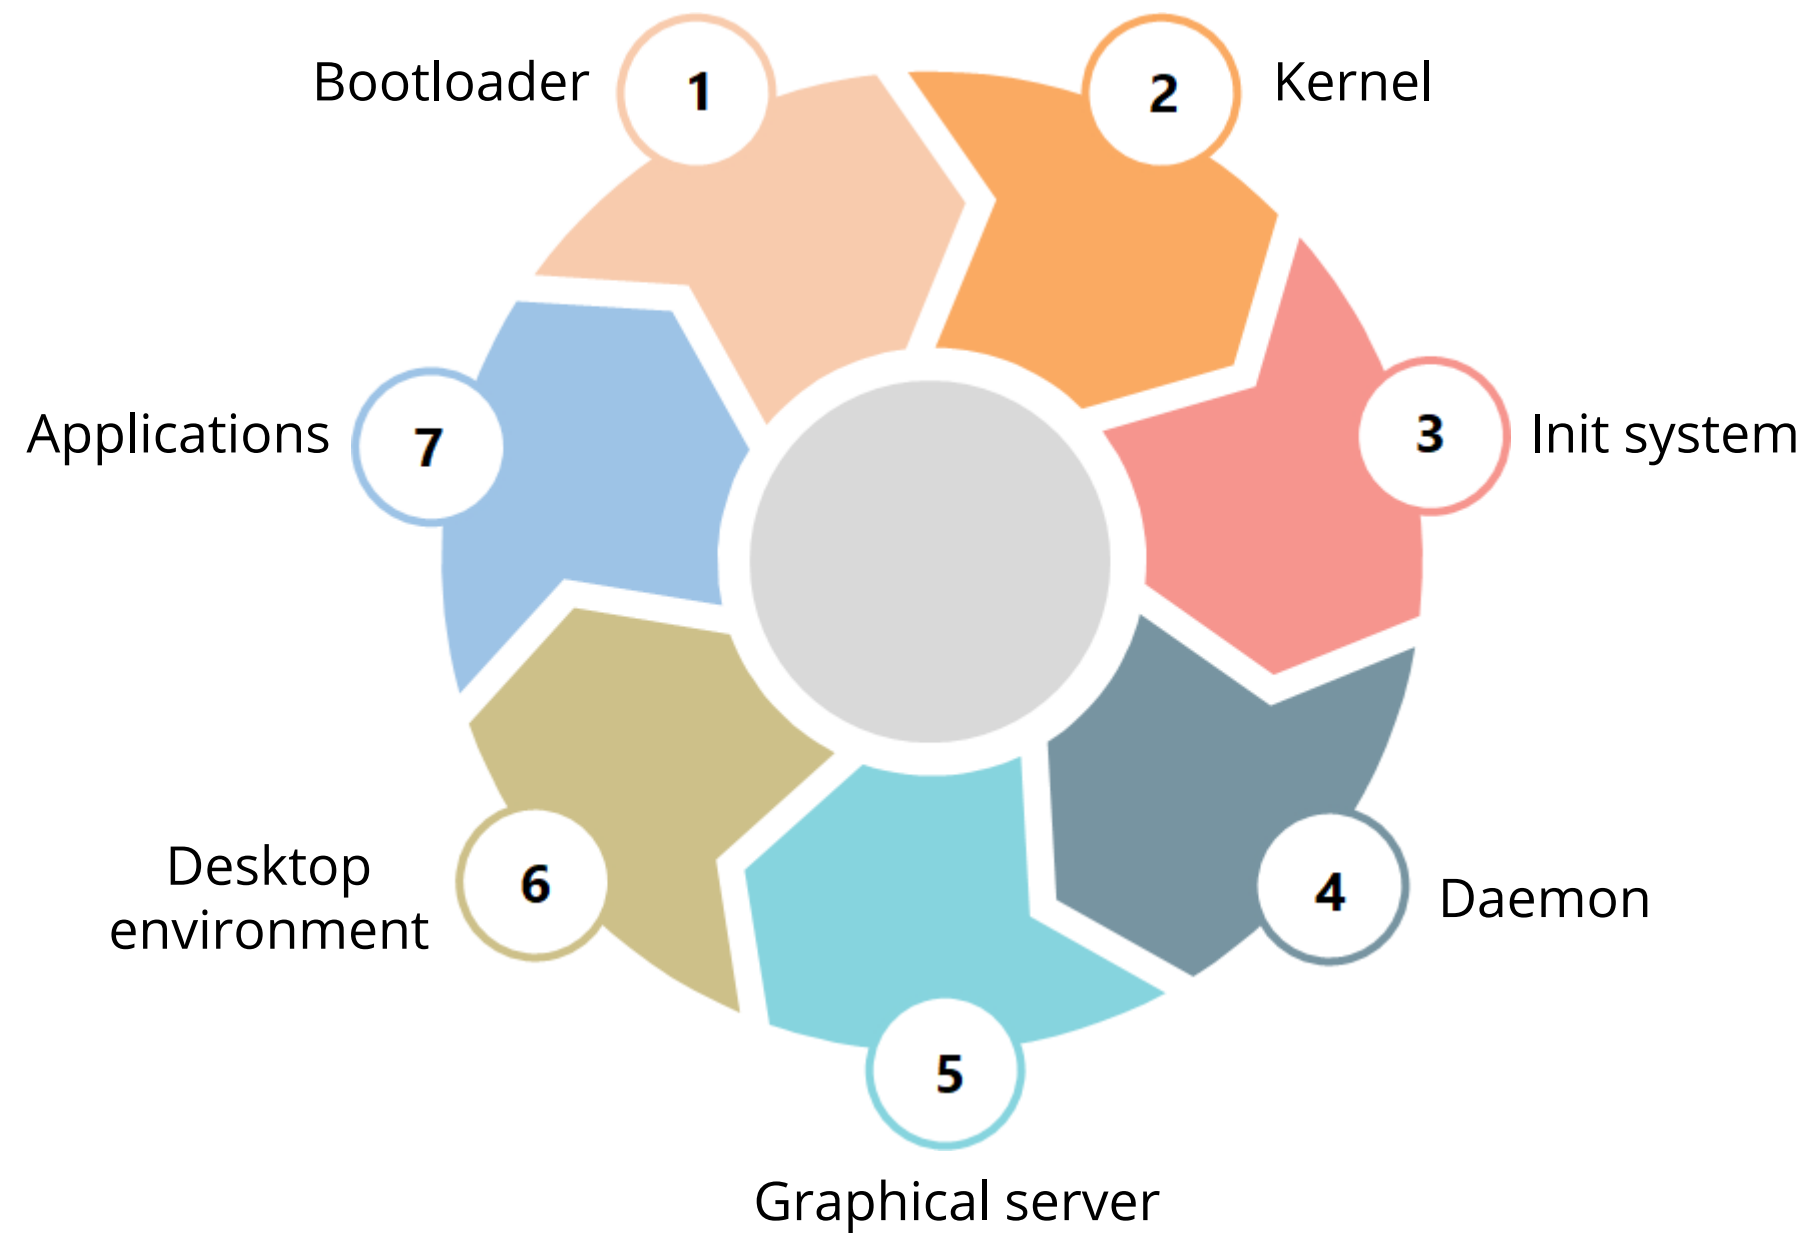 1
Bootloader
2
Kernel
3
Init system
4
Daemon
5
Graphical server
6
Desktop
environment
7
Applications